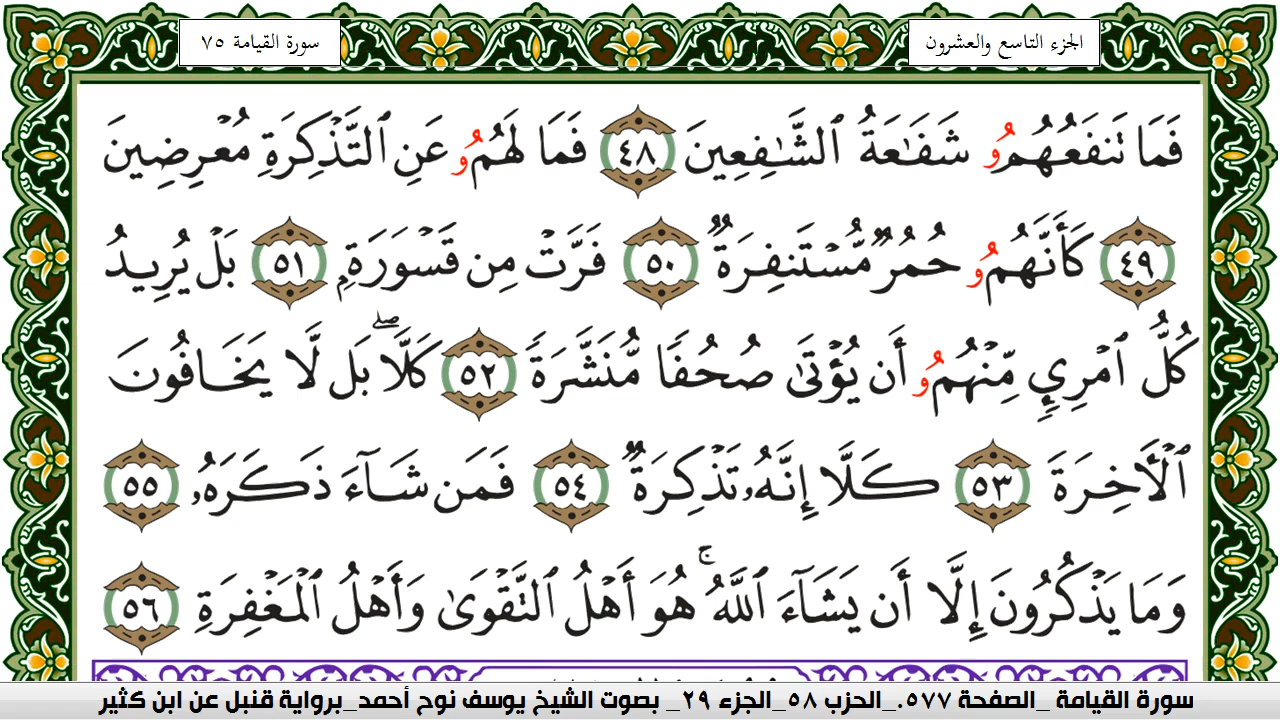 الجزء التاسع والعشرون
سورة القيامة ٧٥
فَمَا تَنفَعُهُمُۥ شَفَٰعَةُ ٱلشَّٰفِعِينَ ٤٨ فَمَا لَهُمُۥ عَنِ ٱلتَّذْكِرَةِ مُعْرِضِينَ
٤٩ كَأَنَّهُمُۥ حُمُرٌ مُّسْتَنفِرَةٌ ٥٠ فَرَّتْ مِن قَسْوَرَةِۭ ٥١ بَلْ يُرِيدُ
كُلُّ ٱمْرِيٍٕ مِّنْهُمُۥ أَن يُؤْتَىٰ صُحُفًا مُّنَشَّرَةً ٥٢ كَلَّاۖ بَل لَّا يَخَافُونَ
ٱلْأَخِرَةَ ٥٣ كَلَّا إِنَّهُۥ تَذْكِرَةٌ ٥٤ فَمَن شَآءَ ذَكَرَهُۥ ٥٥
وَمَا يَذْكُرُونَ إِلَّا أَن يَشَآءَ ٱللَّهُۚ هُوَ أَهْلُ ٱلتَّقْوَىٰ وَأَهْلُ ٱلْمَغْفِرَةِ ٥٦
سورة القيامة _الصفحة ٥٧٧._الحزب ٥٨_الجزء ٢٩_ بصوت الشيخ يوسف نوح أحمد_برواية قنبل عن ابن كثير